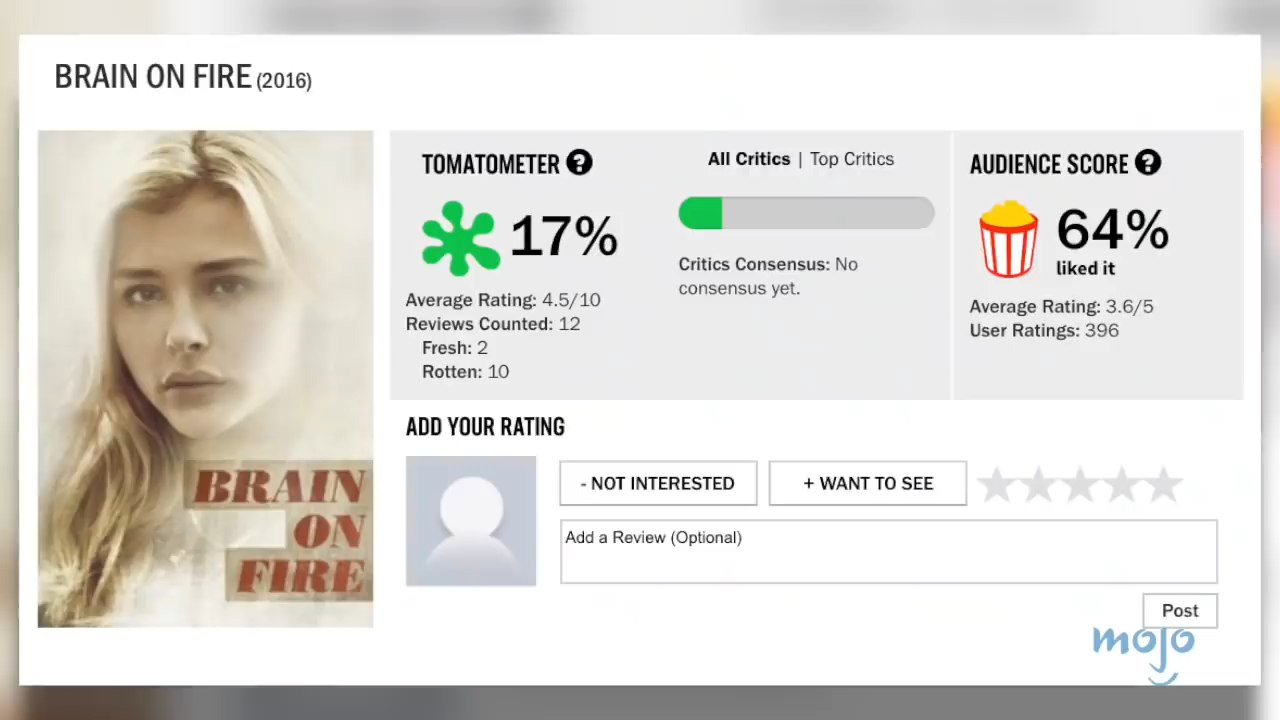 BRAIN ON FIRE (2016)
TOMATOMETER ?
17%
Average Rating: 4.5/10
Reviews Counted: 12
Fresh: 2
Rotten: 10
All Critics | Top Critics
Critics Consensus: No
consensus yet.
AUDIENCE SCORE ?
64%
liked it
Average Rating: 3.6/5
User Ratings: 396
BRAIN
ON
FIRE
ADD YOUR RATING
- NOT INTERESTED
+ WANT TO SEE
Add a Review (Optional)
Post
mojo